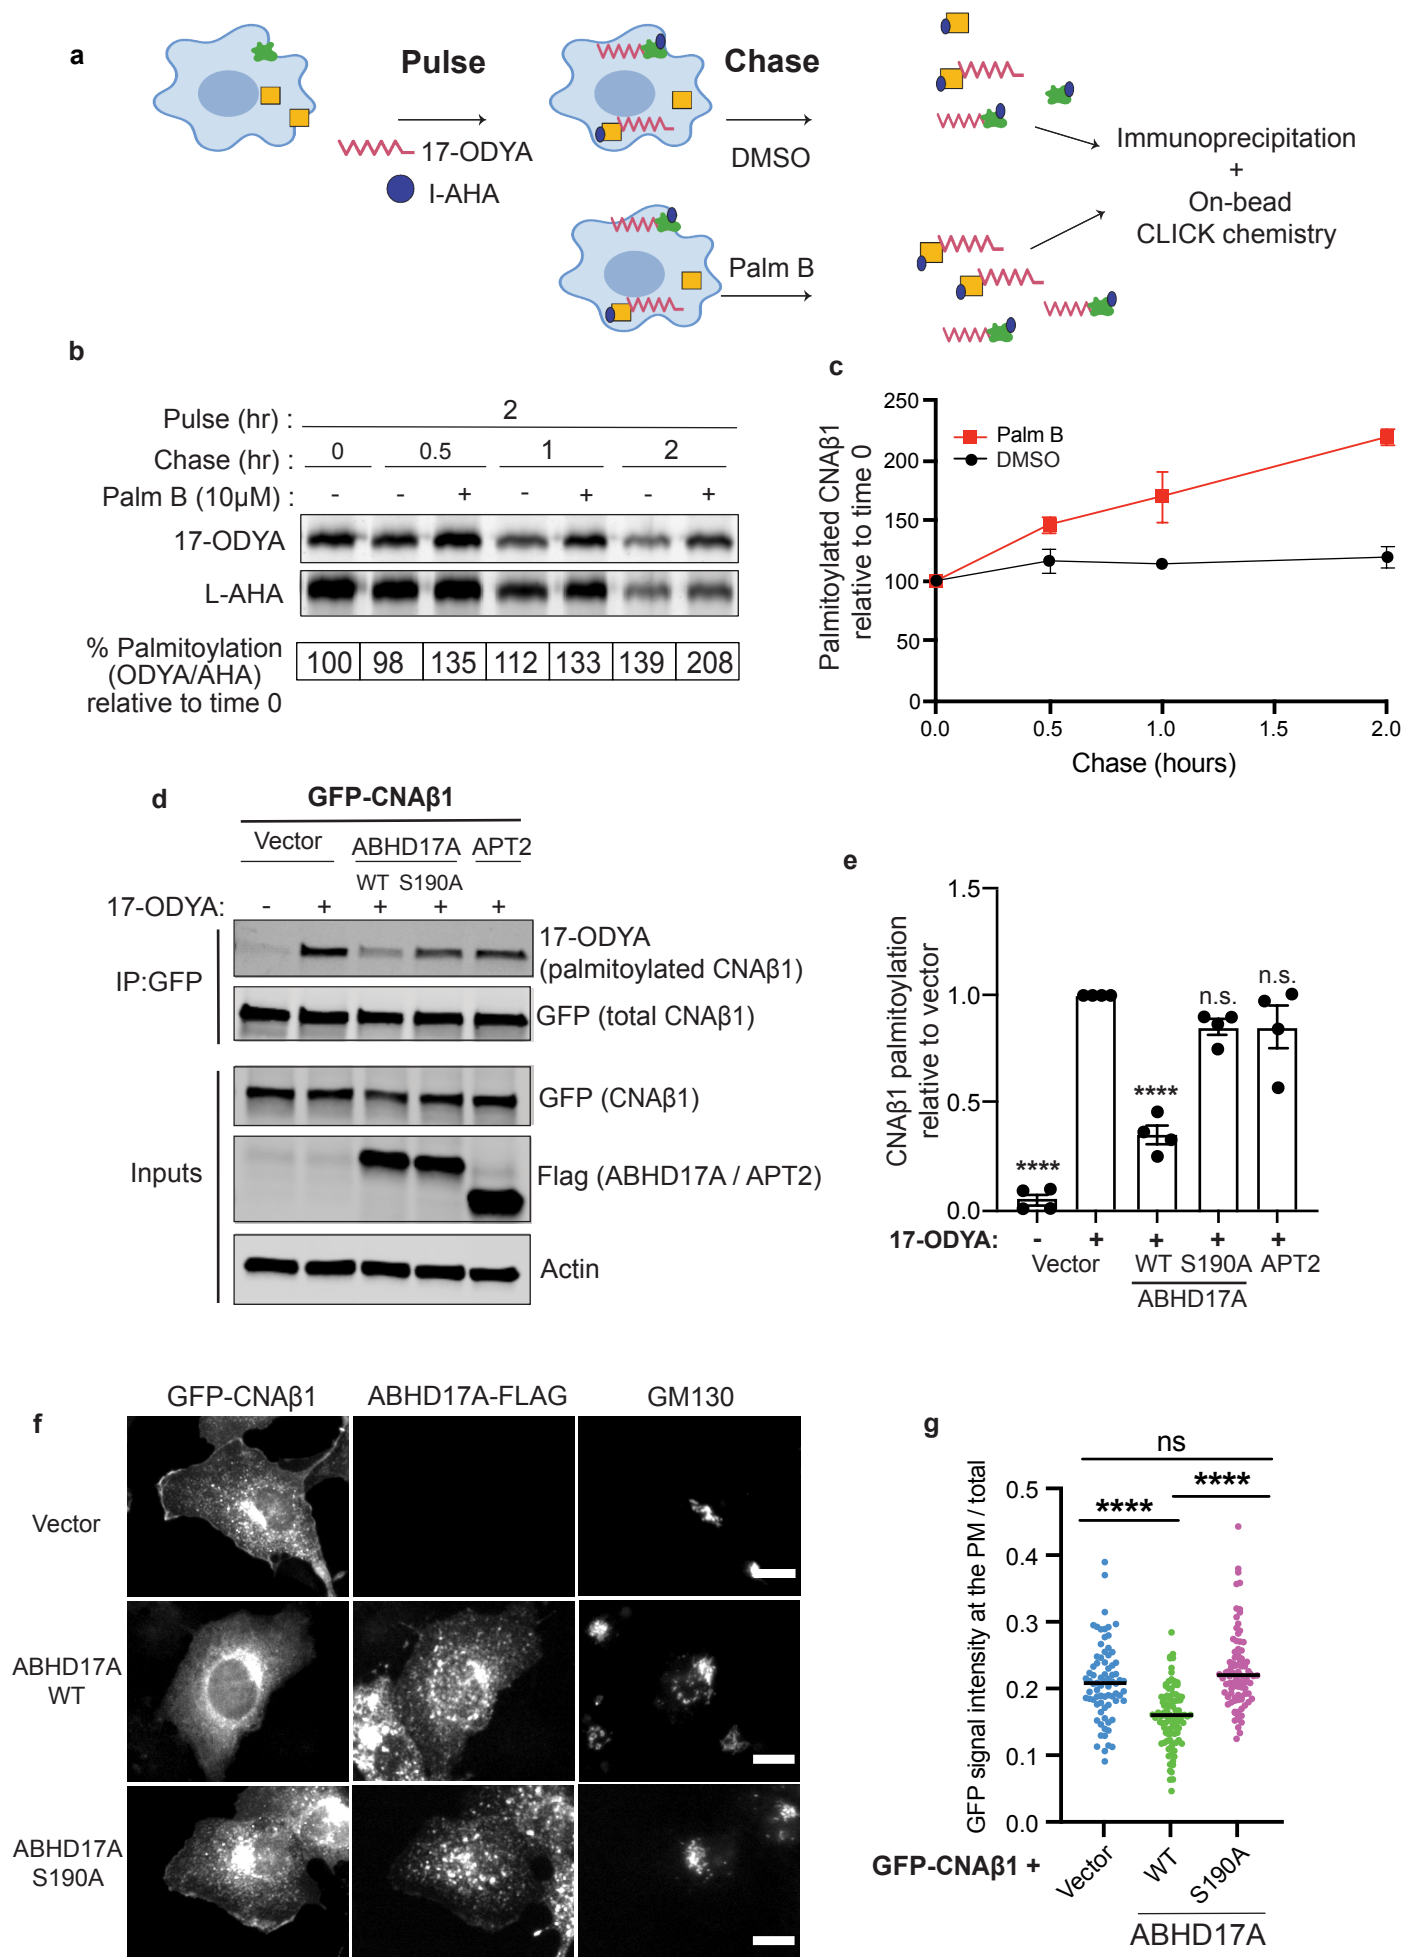 a
Pulse
17-ODYA
l-AHA
Chase
DMSO
Palm B
Immunoprecipitation
+
On-bead
CLICK chemistry
b
Pulse (hr) : 2
Chase (hr) : 0 0.5 1 2
Palm B (10µM) : - - + - + - +
17-ODYA
L-AHA
% Palmitoylation
(ODYA/AHA)
relative to time 0
100 98 135 112 133 139 208
c
Palmitoylated CNAβ1
relative to time 0
250
200
150
100
50
0
Palm B
DMSO
0.0 0.5 1.0 1.5 2.0
Chase (hours)
d
GFP-CNAβ1
Vector ABHD17A APT2
WT S190A
17-ODYA: - + + + +
IP:GFP
17-ODYA
(palmitoylated CNAβ1)
GFP (total CNAβ1)
Inputs
GFP (CNAβ1)
Flag (ABHD17A / APT2)
Actin
e
CNAβ1 palmitoylation
relative to vector
1.5
1.0
0.5
0.0
****
****
n.s.
n.s.
17-ODYA: - + + + +
Vector WT S190A APT2
ABHD17A
f
GFP-CNAβ1 ABHD17A-FLAG GM130
Vector
ABHD17A
WT
ABHD17A
S190A
g
GFP signal intensity at the PM / total
ns
****
****
0.5
0.4
0.3
0.2
0.1
0.0
GFP-CNAβ1 +
Vector
WT
S190A
ABHD17A